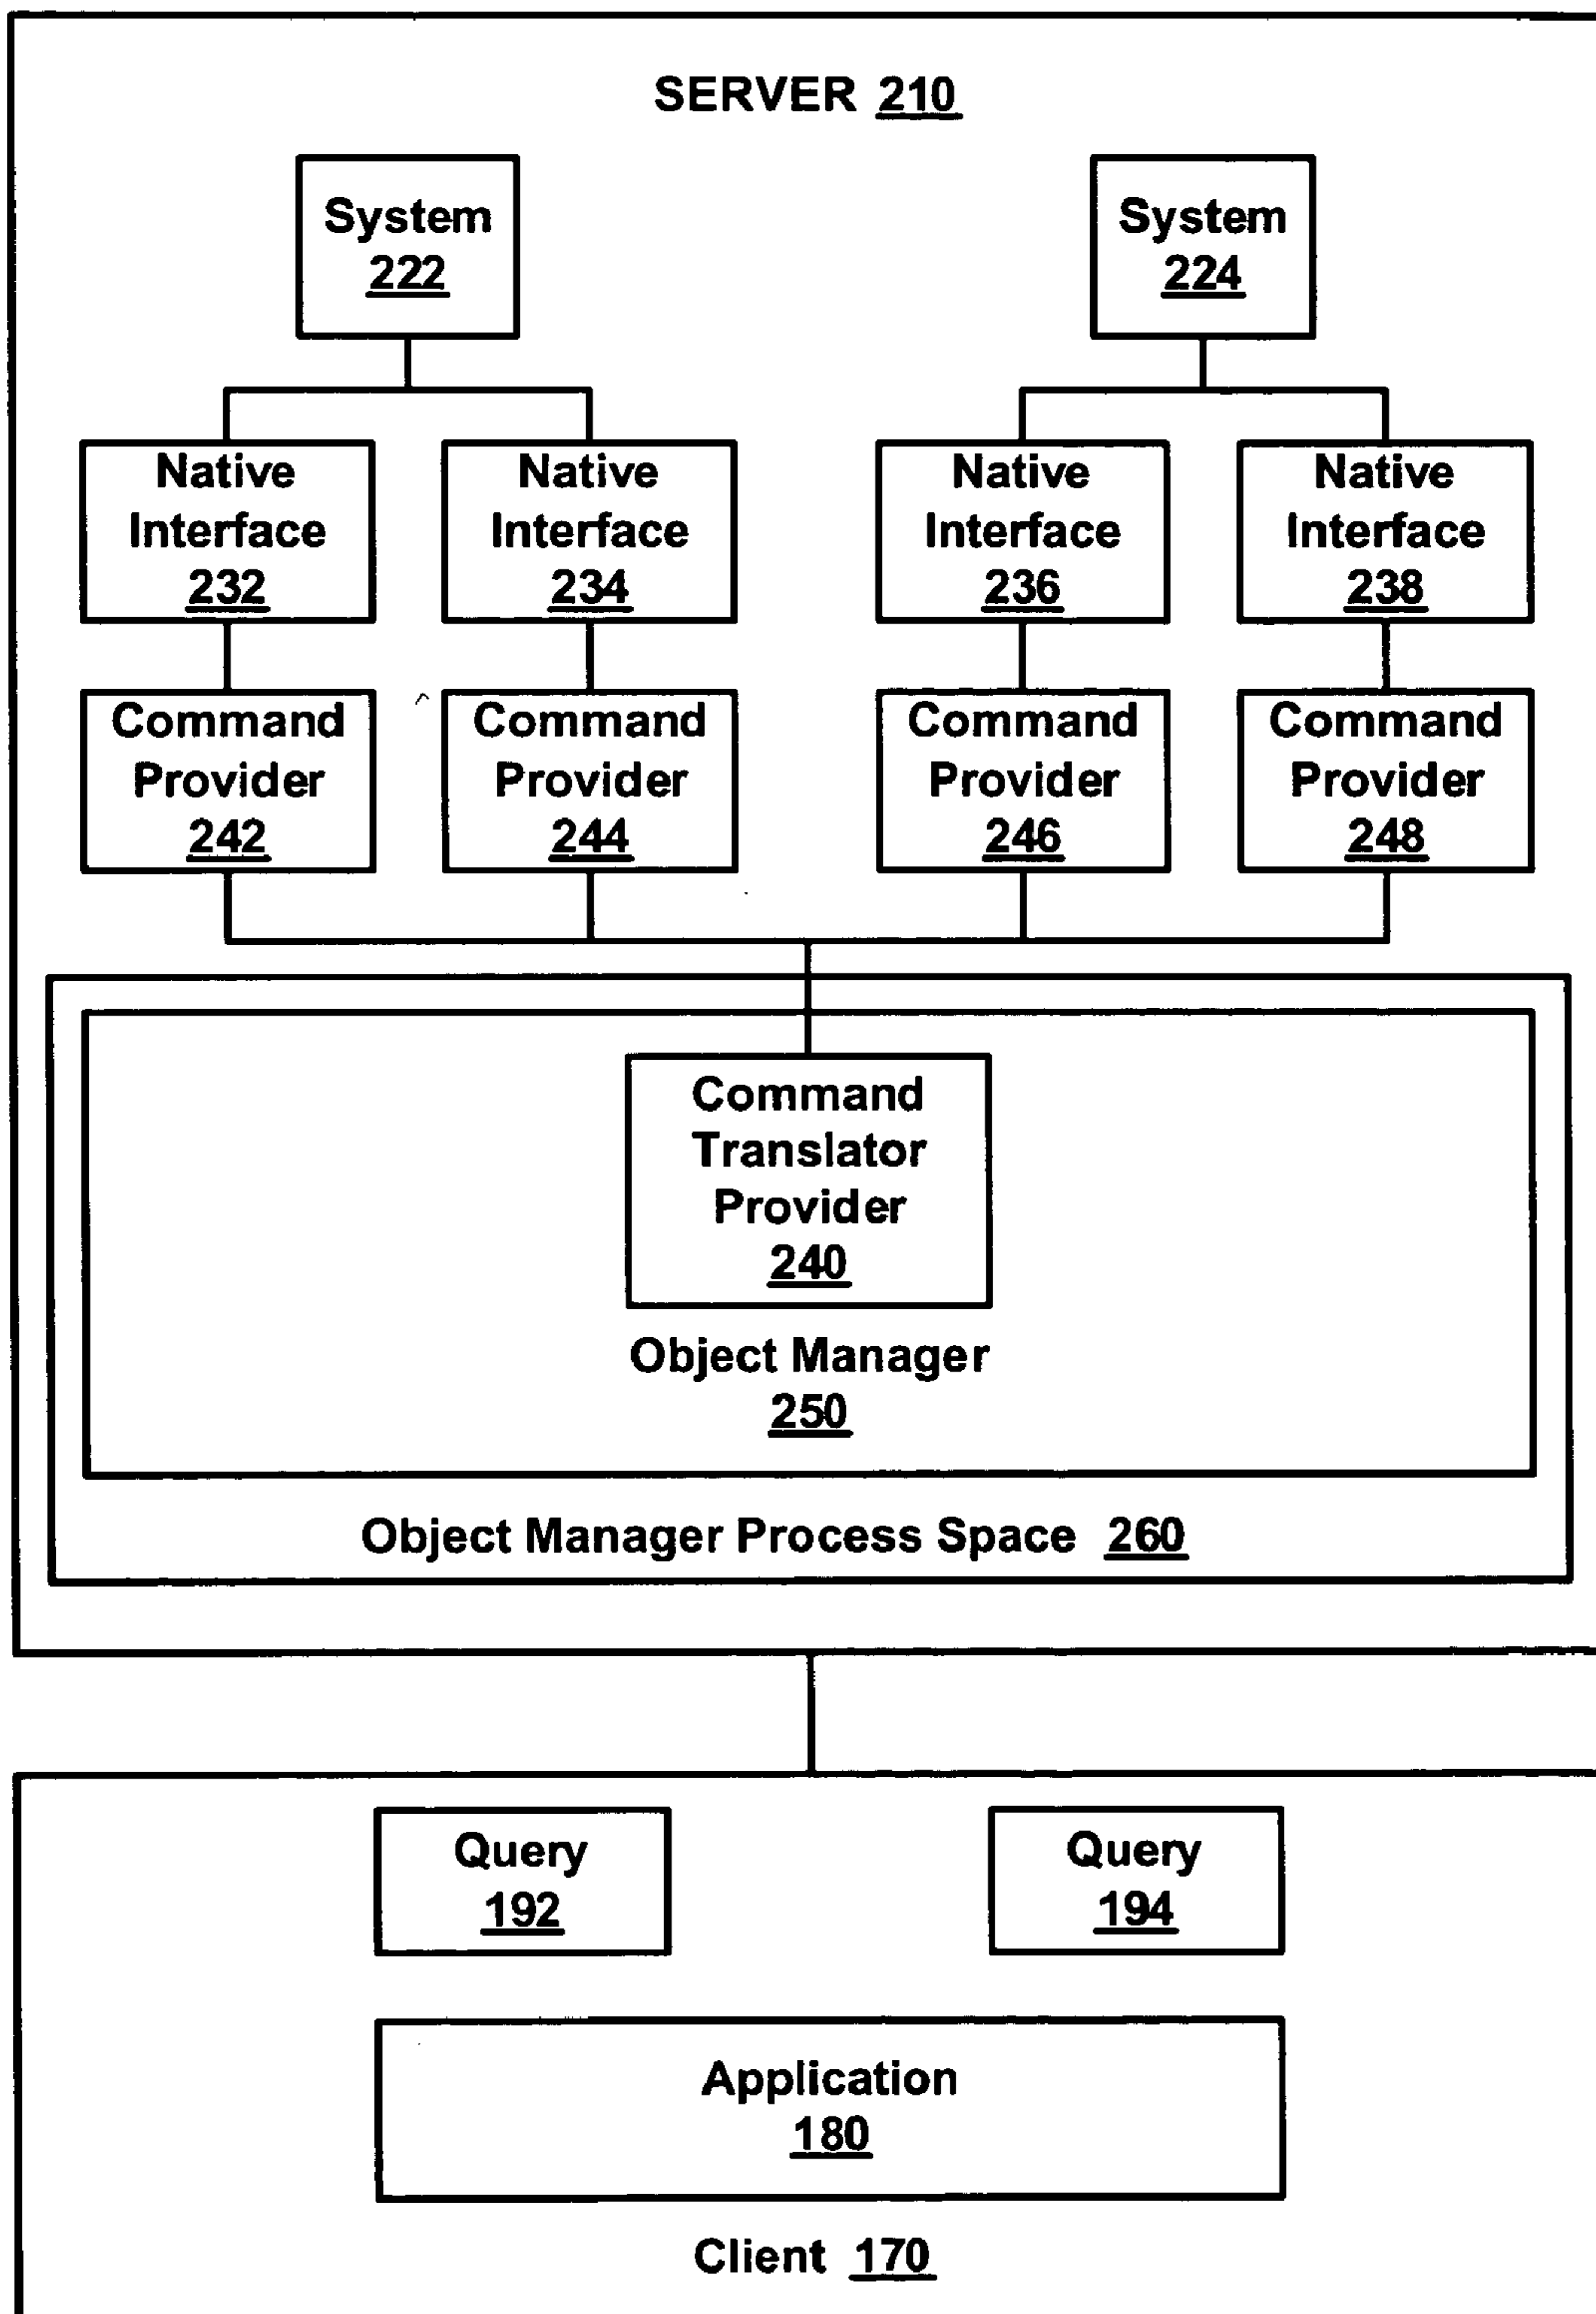 SERVER 210
System
222
System
224
Native
Interface
232
Native
Interface
234
Native
Interface
236
Native
Interface
238
Command
Provider
242
Command
Provider
244
Command
Provider
246
Command
Provider
248
Command
Translator
Provider
240
Object Manager
250
Object Manager Process Space 260
Query
192
Query
194
Application
180
Client 170